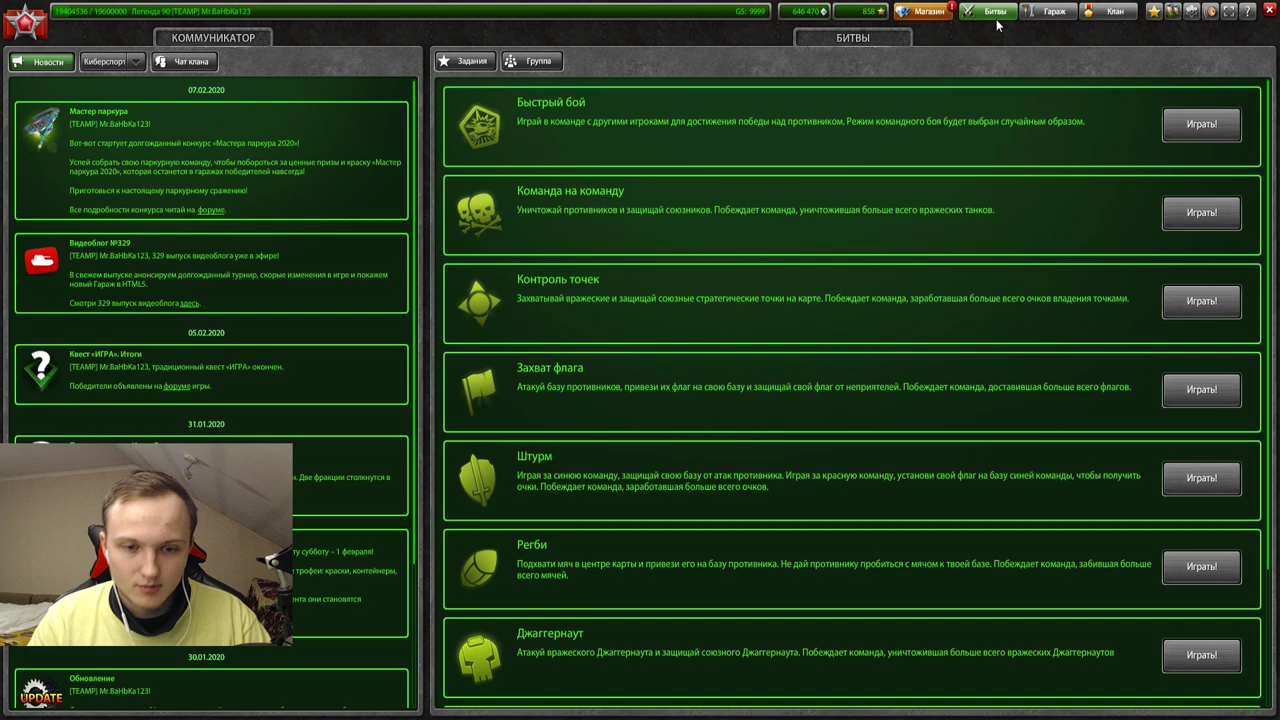 19404536 / 19600000 Легенда 90 [TEAMP] Mr.BaHbKa123
GS: 9999
646 470
858
Магазин
Битвы
Гараж
Клан
?
КОММУНИКАТОР
БИТВЫ
Новости
Киберспорт
Чат клана
Задания
Группа
07.02.2020
Мастер паркура
[TEAMP] Mr.BaHbKa123!
Вот-вот стартует долгожданный конкурс «Мастера паркура 2020»!
Успей собрать свою паркурную команду, чтобы побороться за ценные призы и краску «Мастер
паркура 2020», которая останется в гаражах победителей навсегда!
Приготовься к настоящему паркурному сражению!
Все подробности конкурса читай на форуме.
Видеоблог №329
[TEAMP] Mr.BaHbKa123, 329 выпуск видеоблога уже в эфире!
В свежем выпуске анонсируем долгожданный турнир, скорые изменения в игре и покажем
новый Гараж в HTML5.
Смотри 329 выпуск видеоблога здесь.
05.02.2020
Квест «ИГРА». Итоги
[TEAMP] Mr.BaHbKa123, традиционный квест «ИГРА» окончен.
Победители объявлены на форуме игры.
31.01.2020
н. Две фракции столкнутся в
ту субботу – 1 февраля!
е трофеи: краски, контейнеры,
ента они становятся
30.01.2020
Обновление
[TEAMP] Mr.BaHbKa123!
UPDATE
Быстрый бой
Играй в команде с другими игроками для достижения победы над противником. Режим командного боя будет выбран случайным образом.
Играть!
Команда на команду
Уничтожай противников и защищай союзников. Побеждает команда, уничтожившая больше всего вражеских танков.
Играть!
Контроль точек
Захватывай вражеские и защищай союзные стратегические точки на карте. Побеждает команда, заработавшая больше всего очков владения точками.
Играть!
Захват флага
Атакуй базу противников, привези их флаг на свою базу и защищай свой флаг от неприятелей. Побеждает команда, доставившая больше всего флагов.
Играть!
Штурм
Играя за синюю команду, защищай свою базу от атак противника. Играя за красную команду, установи свой флаг на базу синей команды, чтобы получить
очки. Побеждает команда, заработавшая больше всего очков.
Играть!
Регби
Подхвати мяч в центре карты и привези его на базу противника. Не дай противнику пробиться с мячом к твоей базе. Побеждает команда, забившая больше
всего мячей.
Играть!
Джаггернаут
Атакуй вражеского Джаггернаута и защищай союзного Джаггернаута. Побеждает команда, уничтожившая больше всего вражеских Джаггернаутов
Играть!